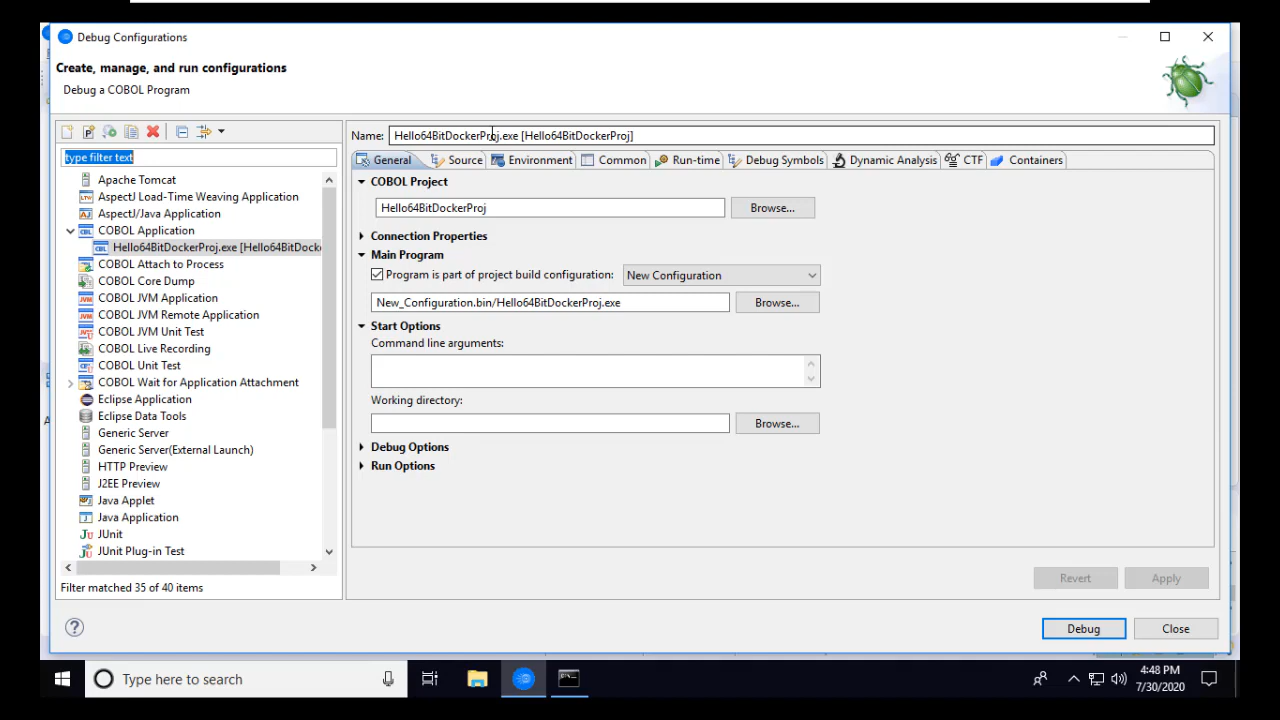 Debug Configurations
Create, manage, and run configurations
Debug a COBOL Program
type filter text
Apache Tomcat
AspectJ Load-Time Weaving Application
AspectJ/Java Application
COBOL Application
Hello64BitDockerProj.exe [Hello64BitDocke
COBOL Attach to Process
COBOL Core Dump
COBOL JVM Application
COBOL JVM Remote Application
COBOL JVM Unit Test
COBOL Live Recording
COBOL Unit Test
COBOL Wait for Application Attachment
Eclipse Application
Eclipse Data Tools
Generic Server
Generic Server(External Launch)
HTTP Preview
J2EE Preview
Java Applet
Java Application
JUnit
JUnit Plug-in Test
Filter matched 35 of 40 items
Name: Hello64BitDockerProj.exe [Hello64BitDockerProj]
General Source Environment Common Run-time Debug Symbols Dynamic Analysis CTF Containers
COBOL Project
Hello64BitDockerProj Browse...
Connection Properties
Main Program
Program is part of project build configuration: New Configuration
New_Configuration.bin/Hello64BitDockerProj.exe Browse...
Start Options
Command line arguments:
Working directory:
Browse...
Debug Options
Run Options
Revert Apply
Debug Close
Type here to search
4:48 PM
7/30/2020